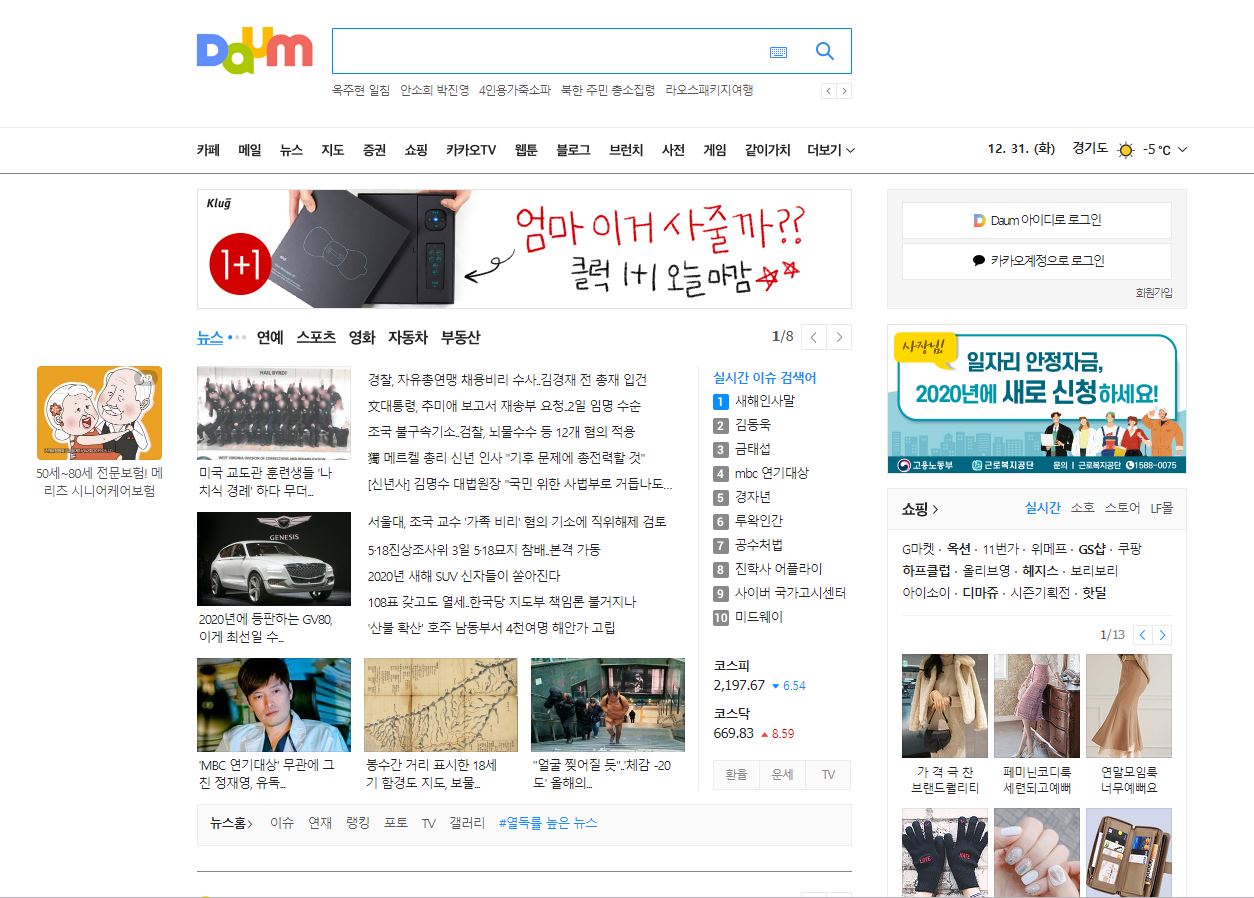 Daum
옥주현 일침 안소희 박진영 4인용가죽소파 북한 주민 총소집령 라오스패키지여행
카페 메일 뉴스 지도 증권 쇼핑 카카오TV 웹툰 블로그 브런치 사전 게임 같이가치 더보기
12. 31. (화) 경기도 -5 ℃
Klug
1+1
엄마 이거 사줄까??
클럭 1+1 오늘 마감
Daum 아이디로 로그인
카카오계정으로 로그인
회원가입
뉴스 연예 스포츠 영화 자동차 부동산
1/8
50세~80세 전문보험! 메
리츠 시니어케어보험
HAIL BYRD!
WEST VIRGINIA DIVISION OF CORRECTIONS AND REHABILITATION
미국 교도관 훈련생들 '나
치식 경례' 하다 무더...
경찰, 자유총연맹 채용비리 수사..김경재 전 총재 입건
文대통령, 추미애 보고서 재송부 요청..2일 임명 수순
조국 불구속기소..검찰, 뇌물수수 등 12개 혐의 적용
獨 메르켈 총리 신년 인사 "기후 문제에 총전력할 것"
[신년사] 김명수 대법원장 "국민 위한 사법부로 거듭나도...
GENESIS
2020년에 등판하는 GV80,
이게 최선일 수...
서울대, 조국 교수 '가족 비리' 혐의 기소에 직위해제 검토
5·18진상조사위 3일 5·18묘지 참배..본격 가동
2020년 새해 SUV 신자들이 쏟아진다
108표 갖고도 열세..한국당 지도부 책임론 불거지나
'산불 확산' 호주 남동부서 4천여명 해안가 고립
'MBC 연기대상' 무관에 그
친 정재영, 유독...
봉수간 거리 표시한 18세
기 함경도 지도, 보물...
"얼굴 찢어질 듯"..'체감 -20
도' 올해의...
실시간 이슈 검색어
1 새해인사말
2 김동욱
3 금태섭
4 mbc 연기대상
5 경자년
6 루왁인간
7 공수처법
8 진학사 어플라이
9 사이버 국가고시센터
10 미드웨이
코스피
2,197.67 ▼ 6.54
코스닥
669.83 ▲ 8.59
환율 운세 TV
뉴스홈 이슈 연재 랭킹 포토 TV 갤러리 #열독률 높은 뉴스
사장님!
일자리 안정자금,
2020년에 새로 신청하세요!
고용노동부 근로복지공단 문의 | 근로복지공단 1588-0075
쇼핑 실시간 소호 스토어 LF몰
G마켓 · 옥션 · 11번가 · 위메프 · GS샵 · 쿠팡
하프클럽 · 올리브영 · 헤지스 · 보리보리
아이소이 · 디마쥬 · 시즌기획전 · 핫딜
1/13
가 격 극 찬
브랜드퀄리티
페미닌코디룩
세련되고예뻐
연말모임룩
너무예뻐요
LOVE HATE